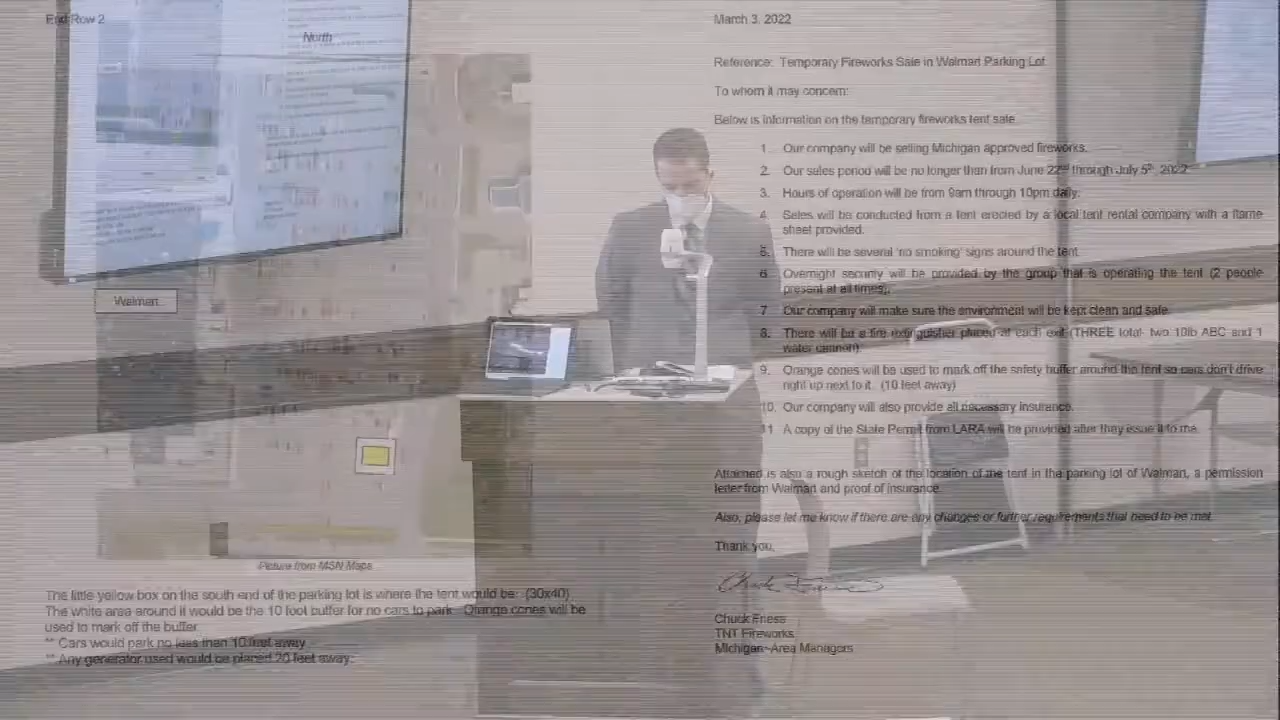 End Row 2
North
Walmart
Picture from MSN Maps
The little yellow box on the south end of the parking lot is where the tent would be. (30x40)
The white area around it would be the 10 foot buffer for no cars to park. Orange cones will be
used to mark off the buffer
** Cars would park no less than 10 feet away
** Any generator used would be placed 20 feet away.
March 3, 2022
Reference: Temporary Fireworks Sale in Walmart Parking Lot
To whom it may concern:
Below is information on the temporary fireworks tent sale.
1. Our company will be selling Michigan approved fireworks.
2. Our sales period will be no longer than from June 22nd through July 5th, 2022
3. Hours of operation will be from 9am through 10pm daily.
4. Sales will be conducted from a tent erected by a local tent rental company with a flame
sheet provided.
5. There will be several 'no smoking' signs around the tent
6. Overnight security will be provided by the group that is operating the tent (2 people
present at all times).
7. Our company will make sure the environment will be kept clean and safe.
8. There will be a fire extinguisher placed at each exit (THREE total- two 10lb ABC and 1
water cannon).
9. Orange cones will be used to mark off the safety buffer around the tent so cars don't drive
right up next to it. (10 feet away)
10. Our company will also provide all necessary insurance.
11. A copy of the State Permit from LARA will be provided after they issue it to me.
Attached is also a rough sketch of the location of the tent in the parking lot of Walmart, a permission
letter from Walmart and proof of insurance.
Also, please let me know if there are any changes or further requirements that need to be met.
Thank you,
Chuck Eness
TNT Fireworks
Michigan-Area Managers